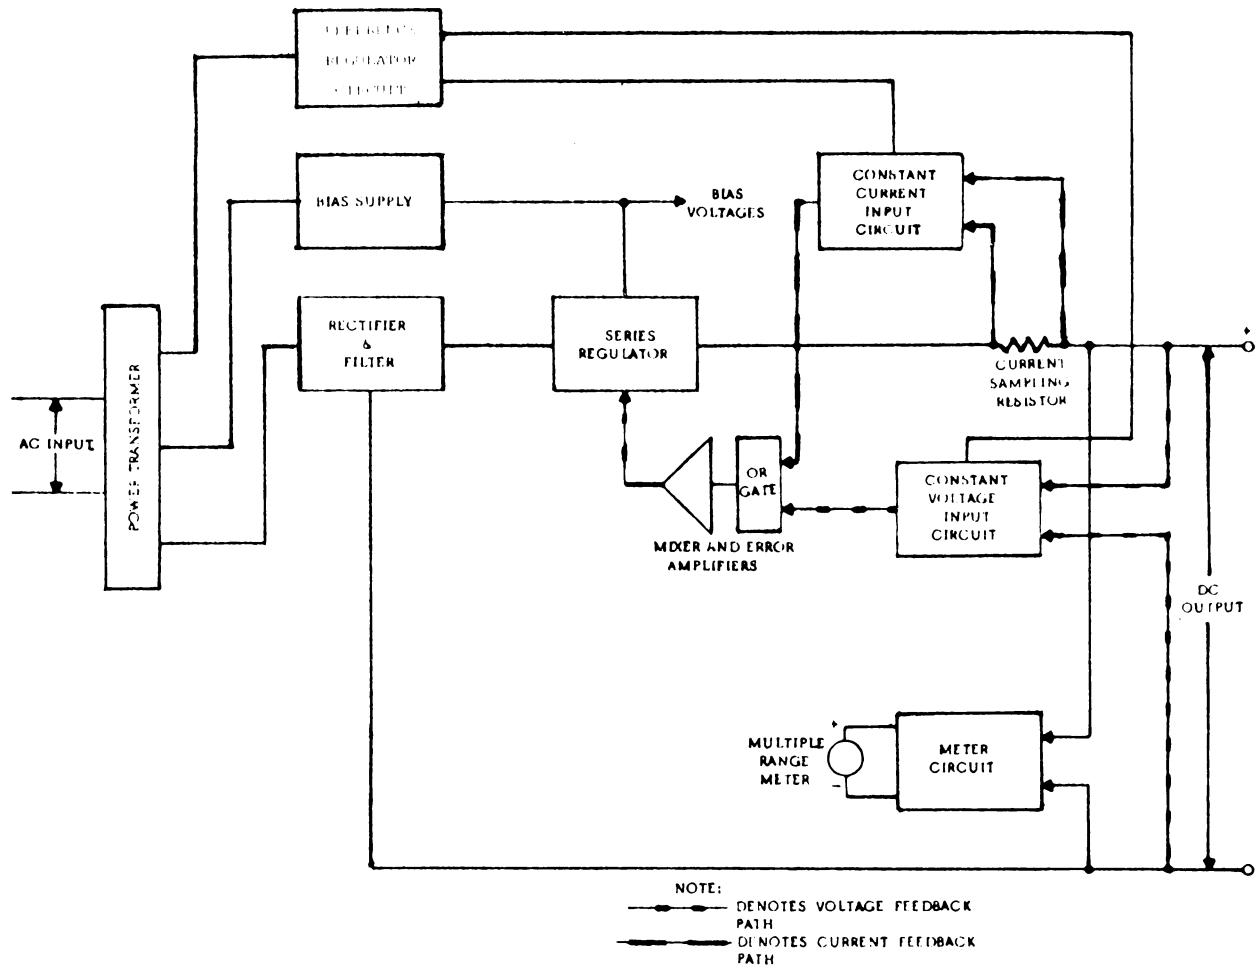 REGULATOR
CIRCUIT
BIAS SUPPLY
BIAS
VOLTAGES
CONSTANT
CURRENT
INPUT
CIRCUIT
RECTIFIER
&
FILTER
SERIES
REGULATOR
+
CURRENT
SAMPLING
RESISTOR
AC INPUT
POWER TRANSFORMER
OR
GATE
CONSTANT
VOLTAGE
INPUT
CIRCUIT
MIXER AND ERROR
AMPLIFIERS
DC
OUTPUT
MULTIPLE
RANGE
METER
+
−
METER
CIRCUIT
NOTE:
DENOTES VOLTAGE FEEDBACK
PATH
DENOTES CURRENT FEEDBACK
PATH